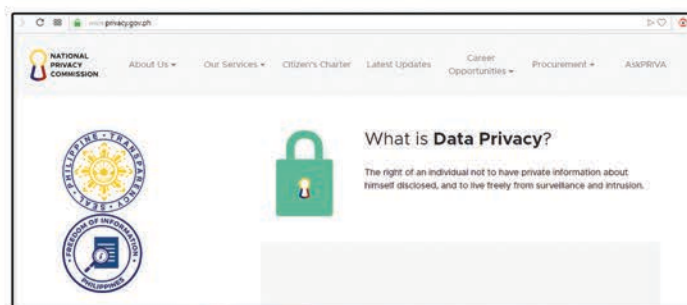 www.privacy.gov.ph
NATIONAL
PRIVACY
COMMISSION
About Us
Our Services
Citizen's Charter
Latest Updates
Career
Opportunities
Procurement
AskPRIVA
What is Data Privacy?
The right of an individual not to have private information about
himself disclosed, and to live freely from surveillance and intrusion.
PHILIPPINE • TRANSPARENCY • SEAL
FREEDOM OF INFORMATION
PHILIPPINES